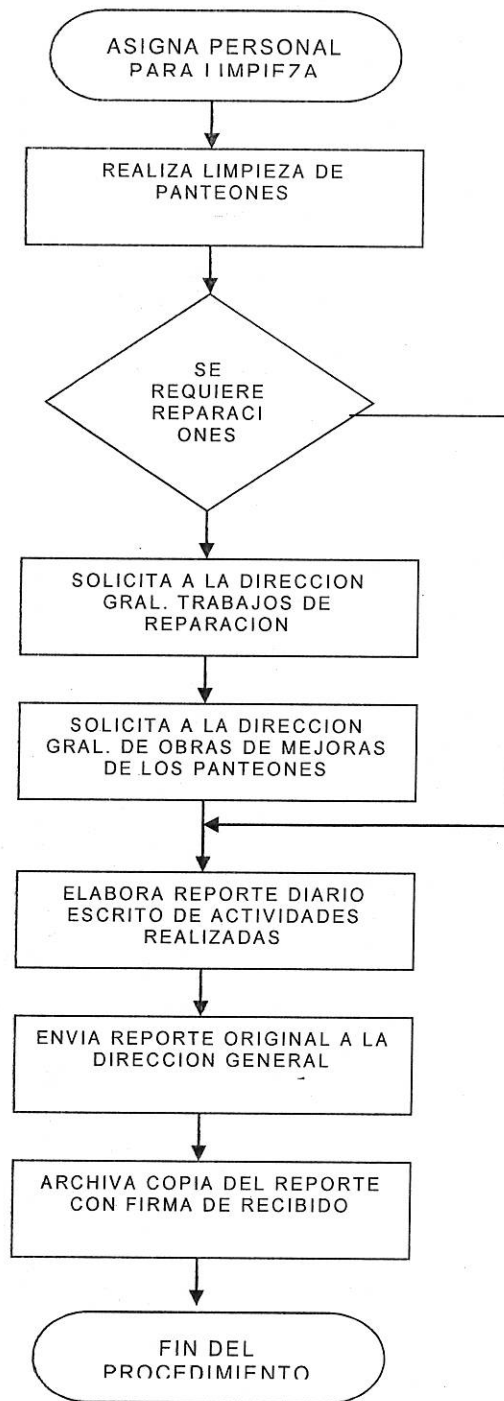 ASIGNA PERSONAL
PARA LIMPIEZA
REALIZA LIMPIEZA DE
PANTEONES
SE
REQUIERE
REPARACI
ONES
SOLICITA A LA DIRECCION
GRAL. TRABAJOS DE
REPARACION
SOLICITA A LA DIRECCION
GRAL. DE OBRAS DE MEJORAS
DE LOS PANTEONES
ELABORA REPORTE DIARIO
ESCRITO DE ACTIVIDADES
REALIZADAS
ENVIA REPORTE ORIGINAL A LA
DIRECCION GENERAL
ARCHIVA COPIA DEL REPORTE
CON FIRMA DE RECIBIDO
FIN DEL
PROCEDIMIENTO